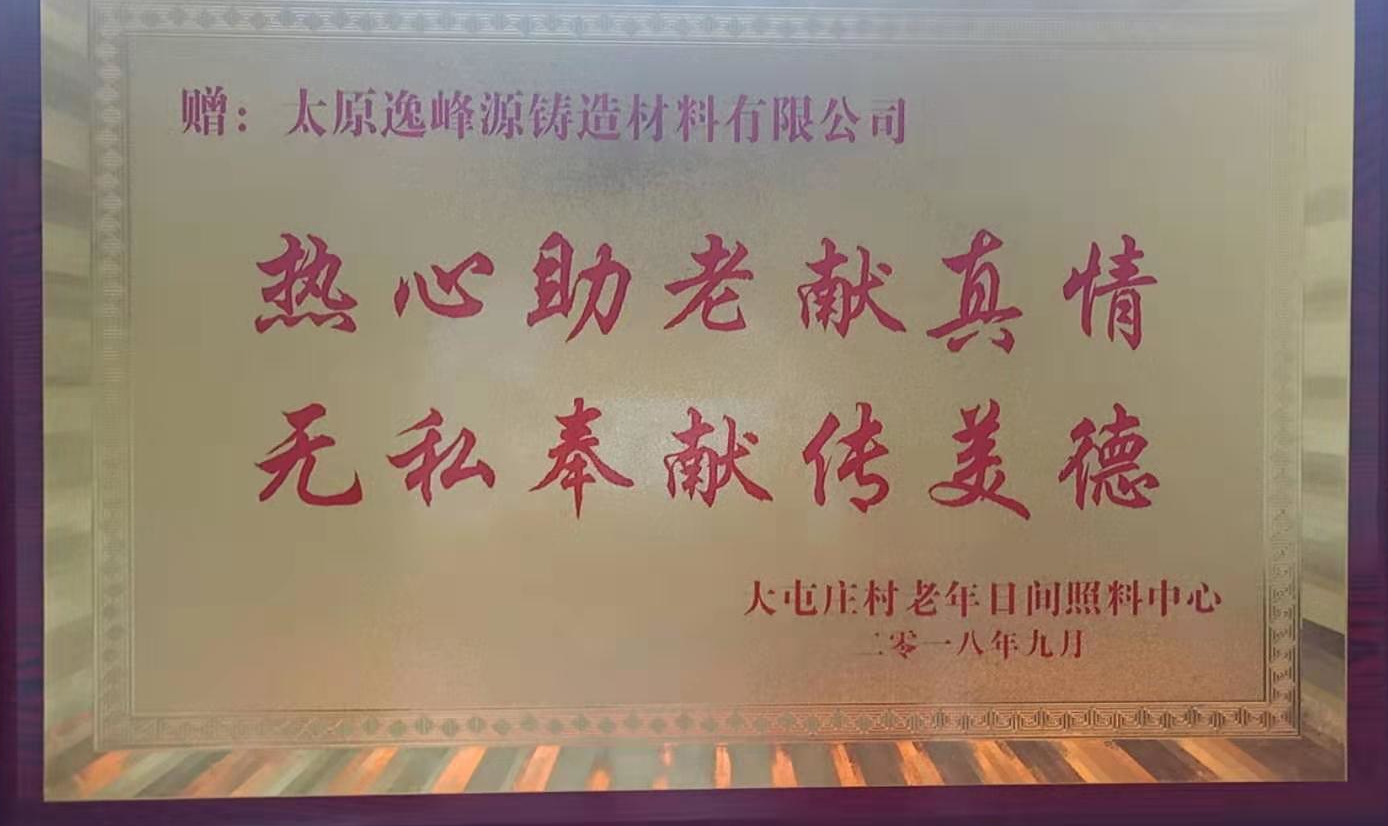 赠：太原逸峰源铸造材料有限公司
热心助老献真情
无私奉献传美德
大屯庄村老年日间照料中心
二零一八年九月